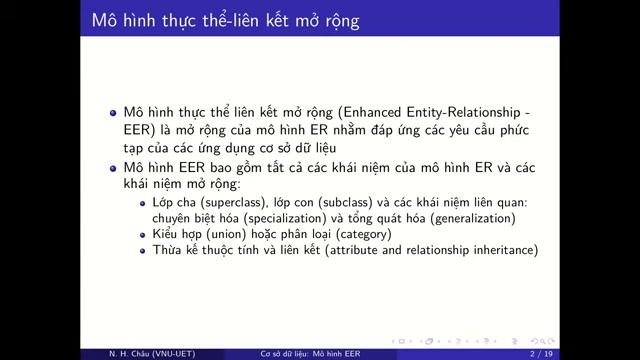 Mô hình thực thể-liên kết mở rộng
Mô hình thực thể liên kết mở rộng (Enhanced Entity-Relationship -
EER) là mở rộng của mô hình ER nhằm đáp ứng các yêu cầu phức
tạp của các ứng dụng cơ sở dữ liệu
Mô hình EER bao gồm tất cả các khái niệm của mô hình ER và các
khái niệm mở rộng:
Lớp cha (superclass), lớp con (subclass) và các khái niệm liên quan:
chuyên biệt hóa (specialization) và tổng quát hóa (generalization)
Kiểu hợp (union) hoặc phân loại (category)
Thừa kế thuộc tính và liên kết (attribute and relationship inheritance)
N. H. Châu (VNU-UET) Cơ sở dữ liệu: Mô hình EER 2 / 19